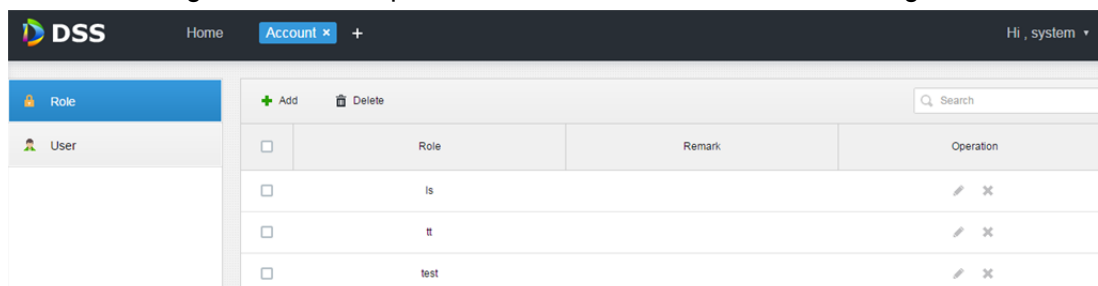 DSS Home Account × + Hi , system ▾
Role
User
Add Delete Search
Role Remark Operation
ls
tt
test